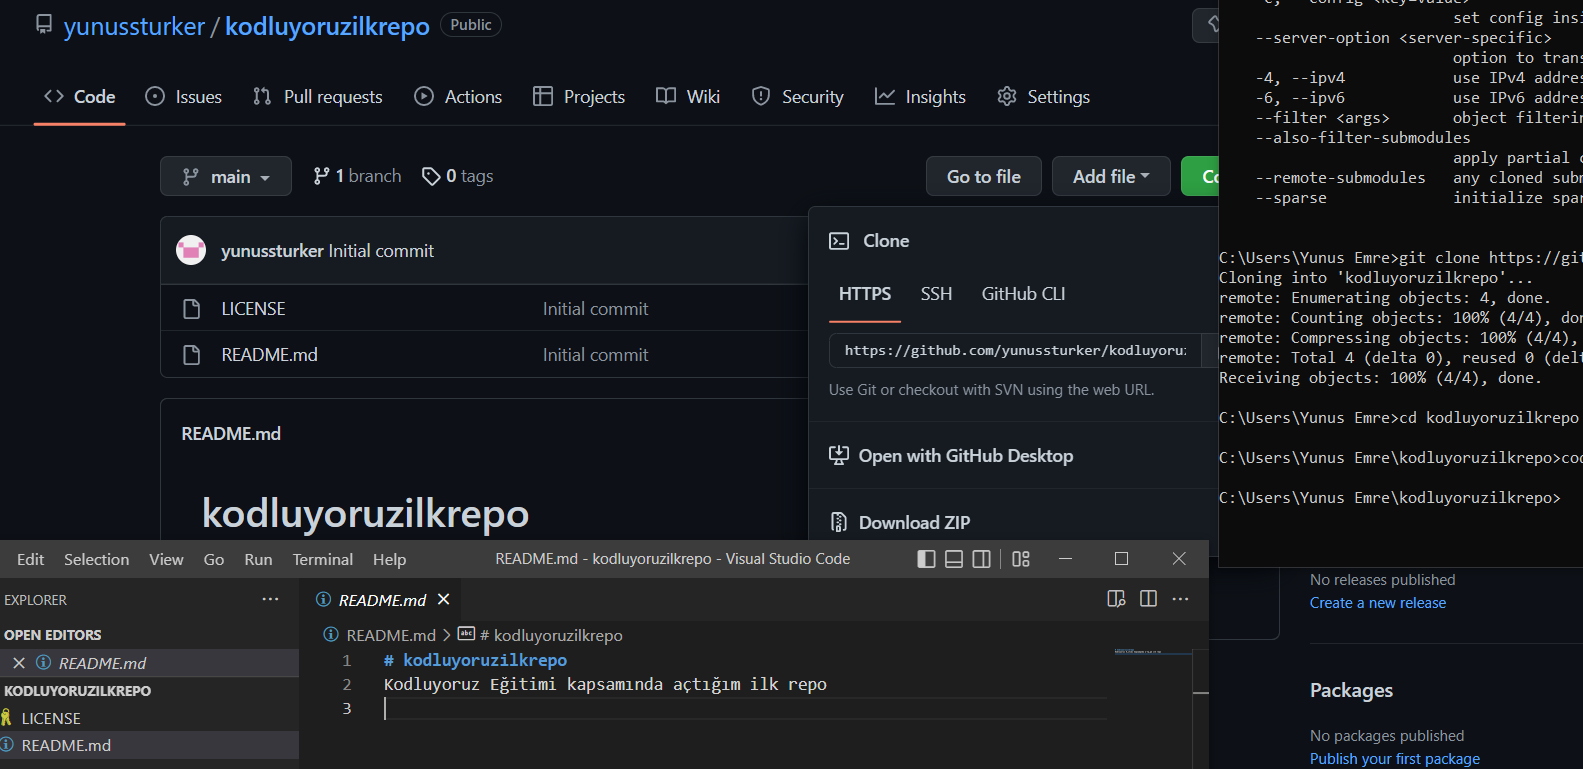 yunussturker / kodluyoruzilkrepo Public
Code Issues Pull requests Actions Projects Wiki Security Insights Settings
main 1 branch 0 tags Go to file Add file
yunussturker Initial commit
LICENSE Initial commit
README.md Initial commit
README.md
kodluyoruzilkrepo
Clone
HTTPS SSH GitHub CLI
https://github.com/yunussturker/kodluyoru
Use Git or checkout with SVN using the web URL.
Open with GitHub Desktop
Download ZIP
set config insi
--server-option <server-specific>
option to trans
-4, --ipv4 use IPv4 addres
-6, --ipv6 use IPv6 addres
--filter <args> object filterin
--also-filter-submodules
apply partial c
--remote-submodules any cloned subm
--sparse initialize spar
C:\Users\Yunus Emre>git clone https://git
Cloning into 'kodluyoruzilkrepo'...
remote: Enumerating objects: 4, done.
remote: Counting objects: 100% (4/4), don
remote: Compressing objects: 100% (4/4),
remote: Total 4 (delta 0), reused 0 (delt
Receiving objects: 100% (4/4), done.
C:\Users\Yunus Emre>cd kodluyoruzilkrepo
C:\Users\Yunus Emre\kodluyoruzilkrepo>cod
C:\Users\Yunus Emre\kodluyoruzilkrepo>
No releases published
Create a new release
Packages
No packages published
Publish your first package
Edit Selection View Go Run Terminal Help README.md - kodluyoruzilkrepo - Visual Studio Code
EXPLORER
OPEN EDITORS
README.md
KODLUYORUZILKREPO
LICENSE
README.md
README.md
README.md > # kodluyoruzilkrepo
1 # kodluyoruzilkrepo
2 Kodluyoruz Eğitimi kapsamında açtığım ilk repo
3